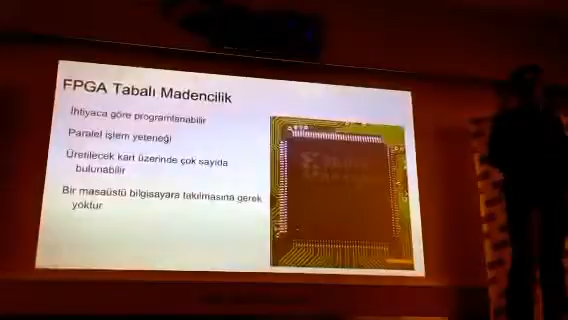 FPGA Tabalı Madencilik
İhtiyaca göre programlanabilir
Paralel işlem yeteneği
Üretilecek kart üzerinde çok sayıda
bulunabilir
Bir masaüstü bilgisayara takılmasına gerek
yoktur